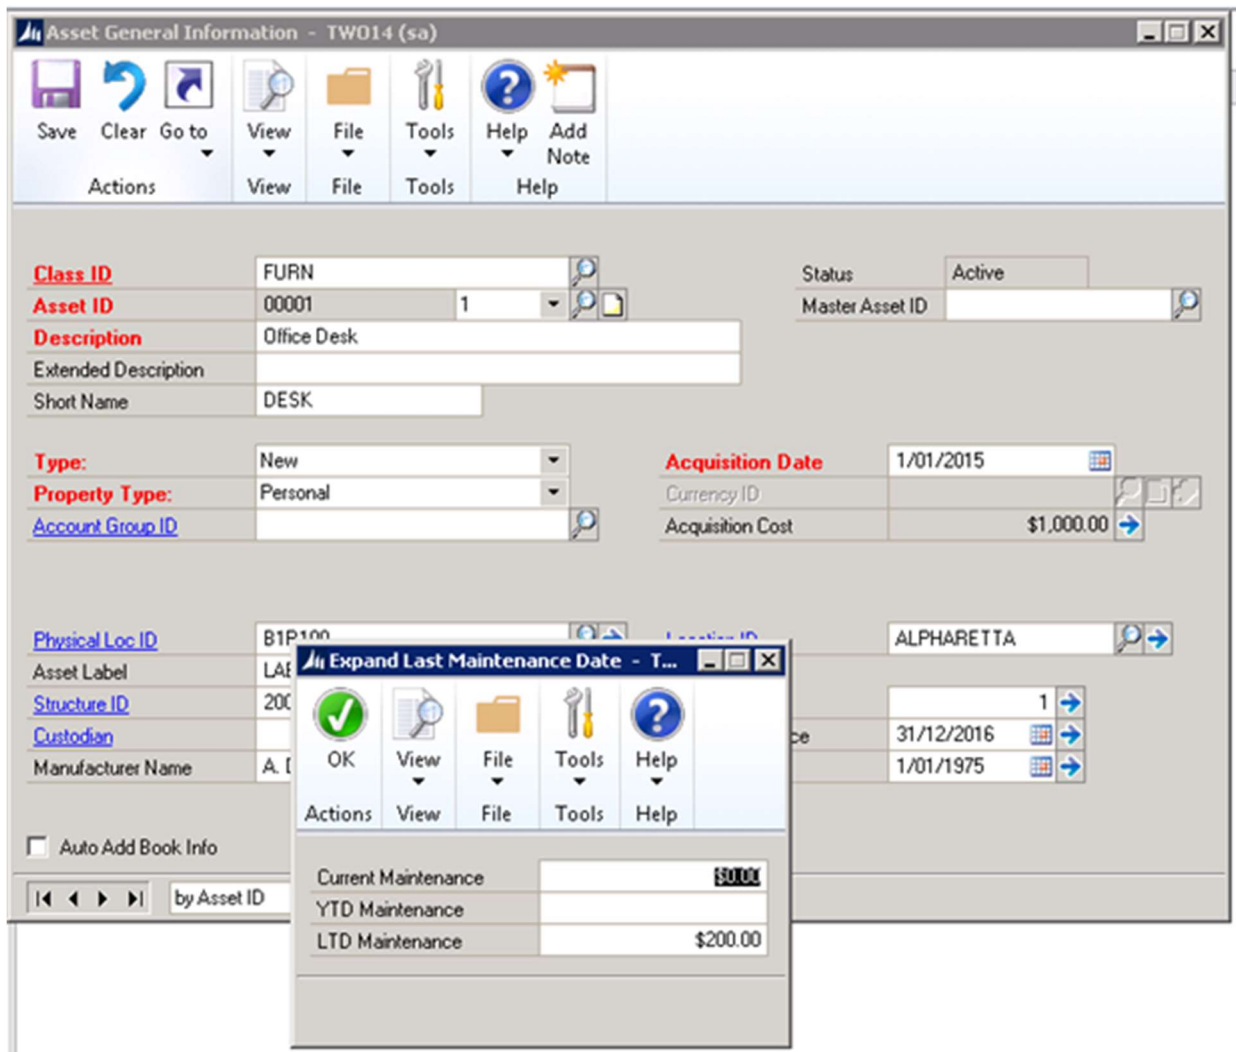 Asset General Information - TWO14 (sa)
Save Clear Go to View File Tools Help Add Note
Actions View File Tools Help
Class ID FURN Status Active
Asset ID 00001 1 Master Asset ID
Description Office Desk
Extended Description
Short Name DESK
Type: New Acquisition Date 1/01/2015
Property Type: Personal Currency ID
Account Group ID Acquisition Cost $1,000.00
Physical Loc ID B1R100 Location ID ALPHARETTA
Asset Label
Structure ID 1
Custodian 31/12/2016
Manufacturer Name A. 1/01/1975
Auto Add Book Info
by Asset ID
Expand Last Maintenance Date - T...
OK View File Tools Help
Actions View File Tools Help
Current Maintenance $0.00
YTD Maintenance
LTD Maintenance $200.00